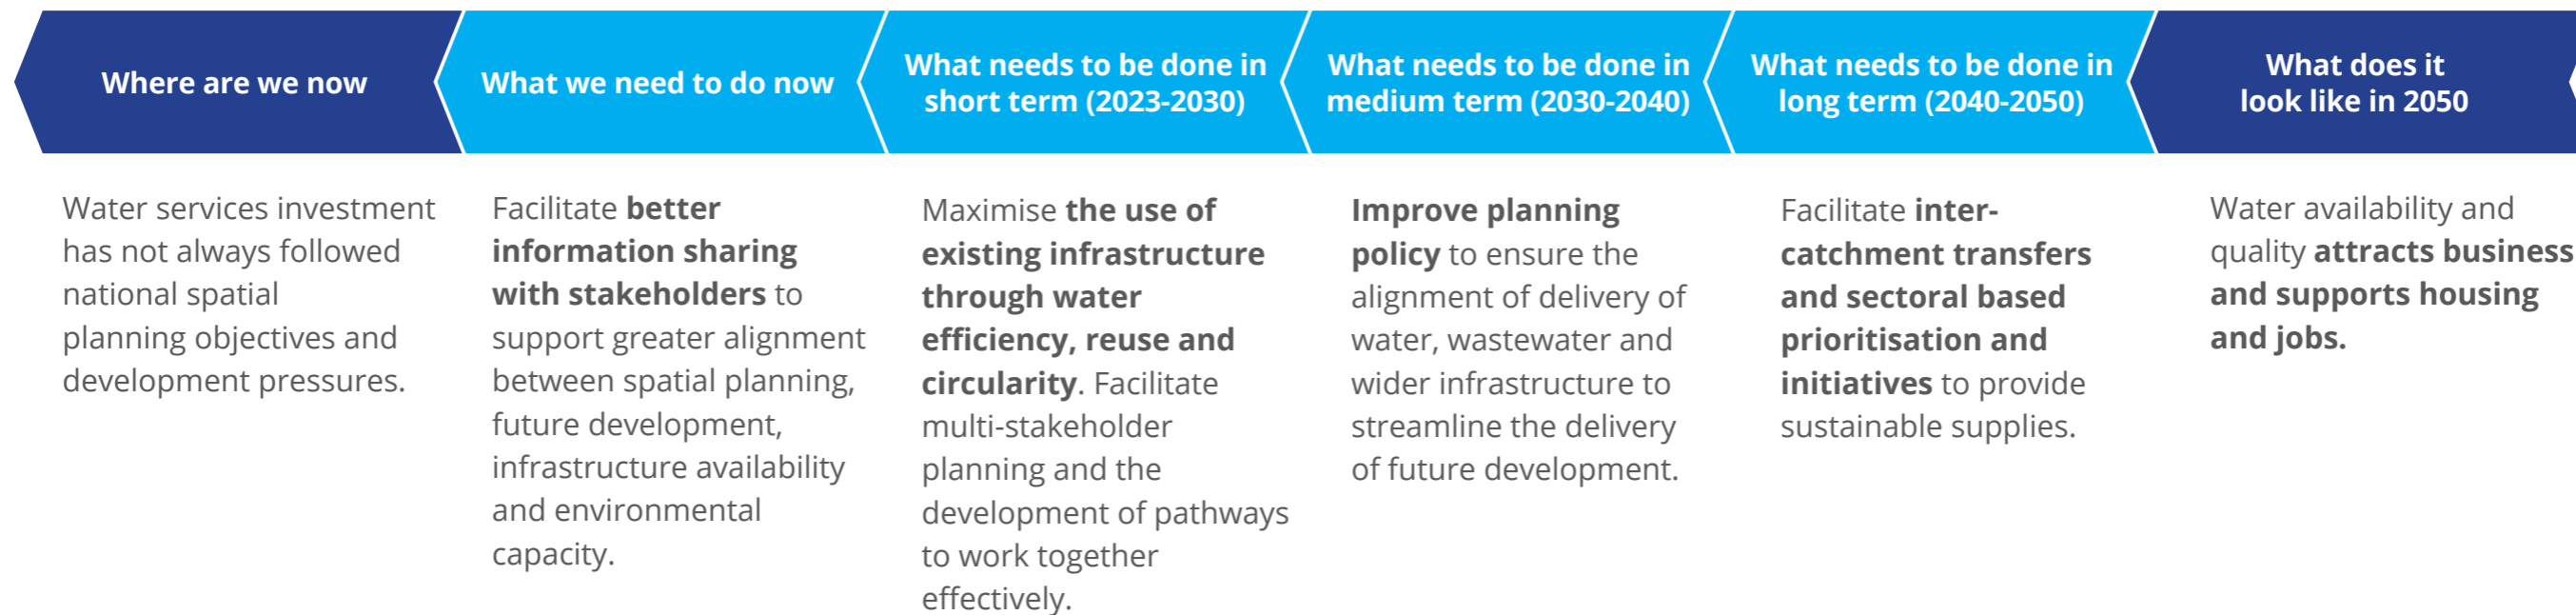 Where are we now
What we need to do now
What needs to be done in
short term (2023-2030)
What needs to be done in
medium term (2030-2040)
What needs to be done in
long term (2040-2050)
What does it
look like in 2050
Water services investment
has not always followed
national spatial
planning objectives and
development pressures.
Facilitate better
information sharing
with stakeholders to
support greater alignment
between spatial planning,
future development,
infrastructure availability
and environmental
capacity.
Maximise the use of
existing infrastructure
through water
efficiency, reuse and
circularity. Facilitate
multi-stakeholder
planning and the
development of pathways
to work together
effectively.
Improve planning
policy to ensure the
alignment of delivery of
water, wastewater and
wider infrastructure to
streamline the delivery
of future development.
Facilitate inter-
catchment transfers
and sectoral based
prioritisation and
initiatives to provide
sustainable supplies.
Water availability and
quality attracts business
and supports housing
and jobs.